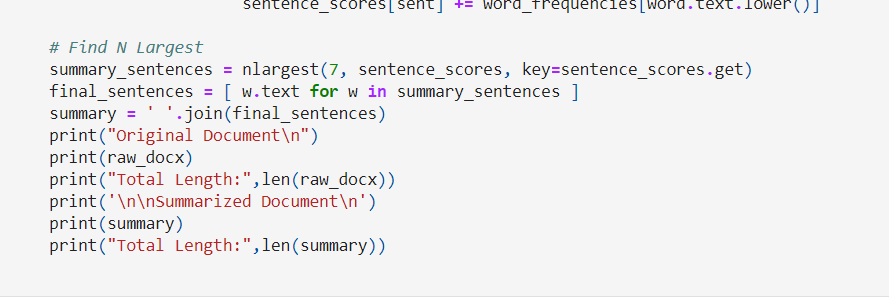 sentence_scores[sent] += word_frequencies[word.text.lower()]
# Find N Largest
summary_sentences = nlargest(7, sentence_scores, key=sentence_scores.get)
final_sentences = [ w.text for w in summary_sentences ]
summary = ' '.join(final_sentences)
print("Original Document\n")
print(raw_docx)
print("Total Length:",len(raw_docx))
print('\n\nSummarized Document\n')
print(summary)
print("Total Length:",len(summary))